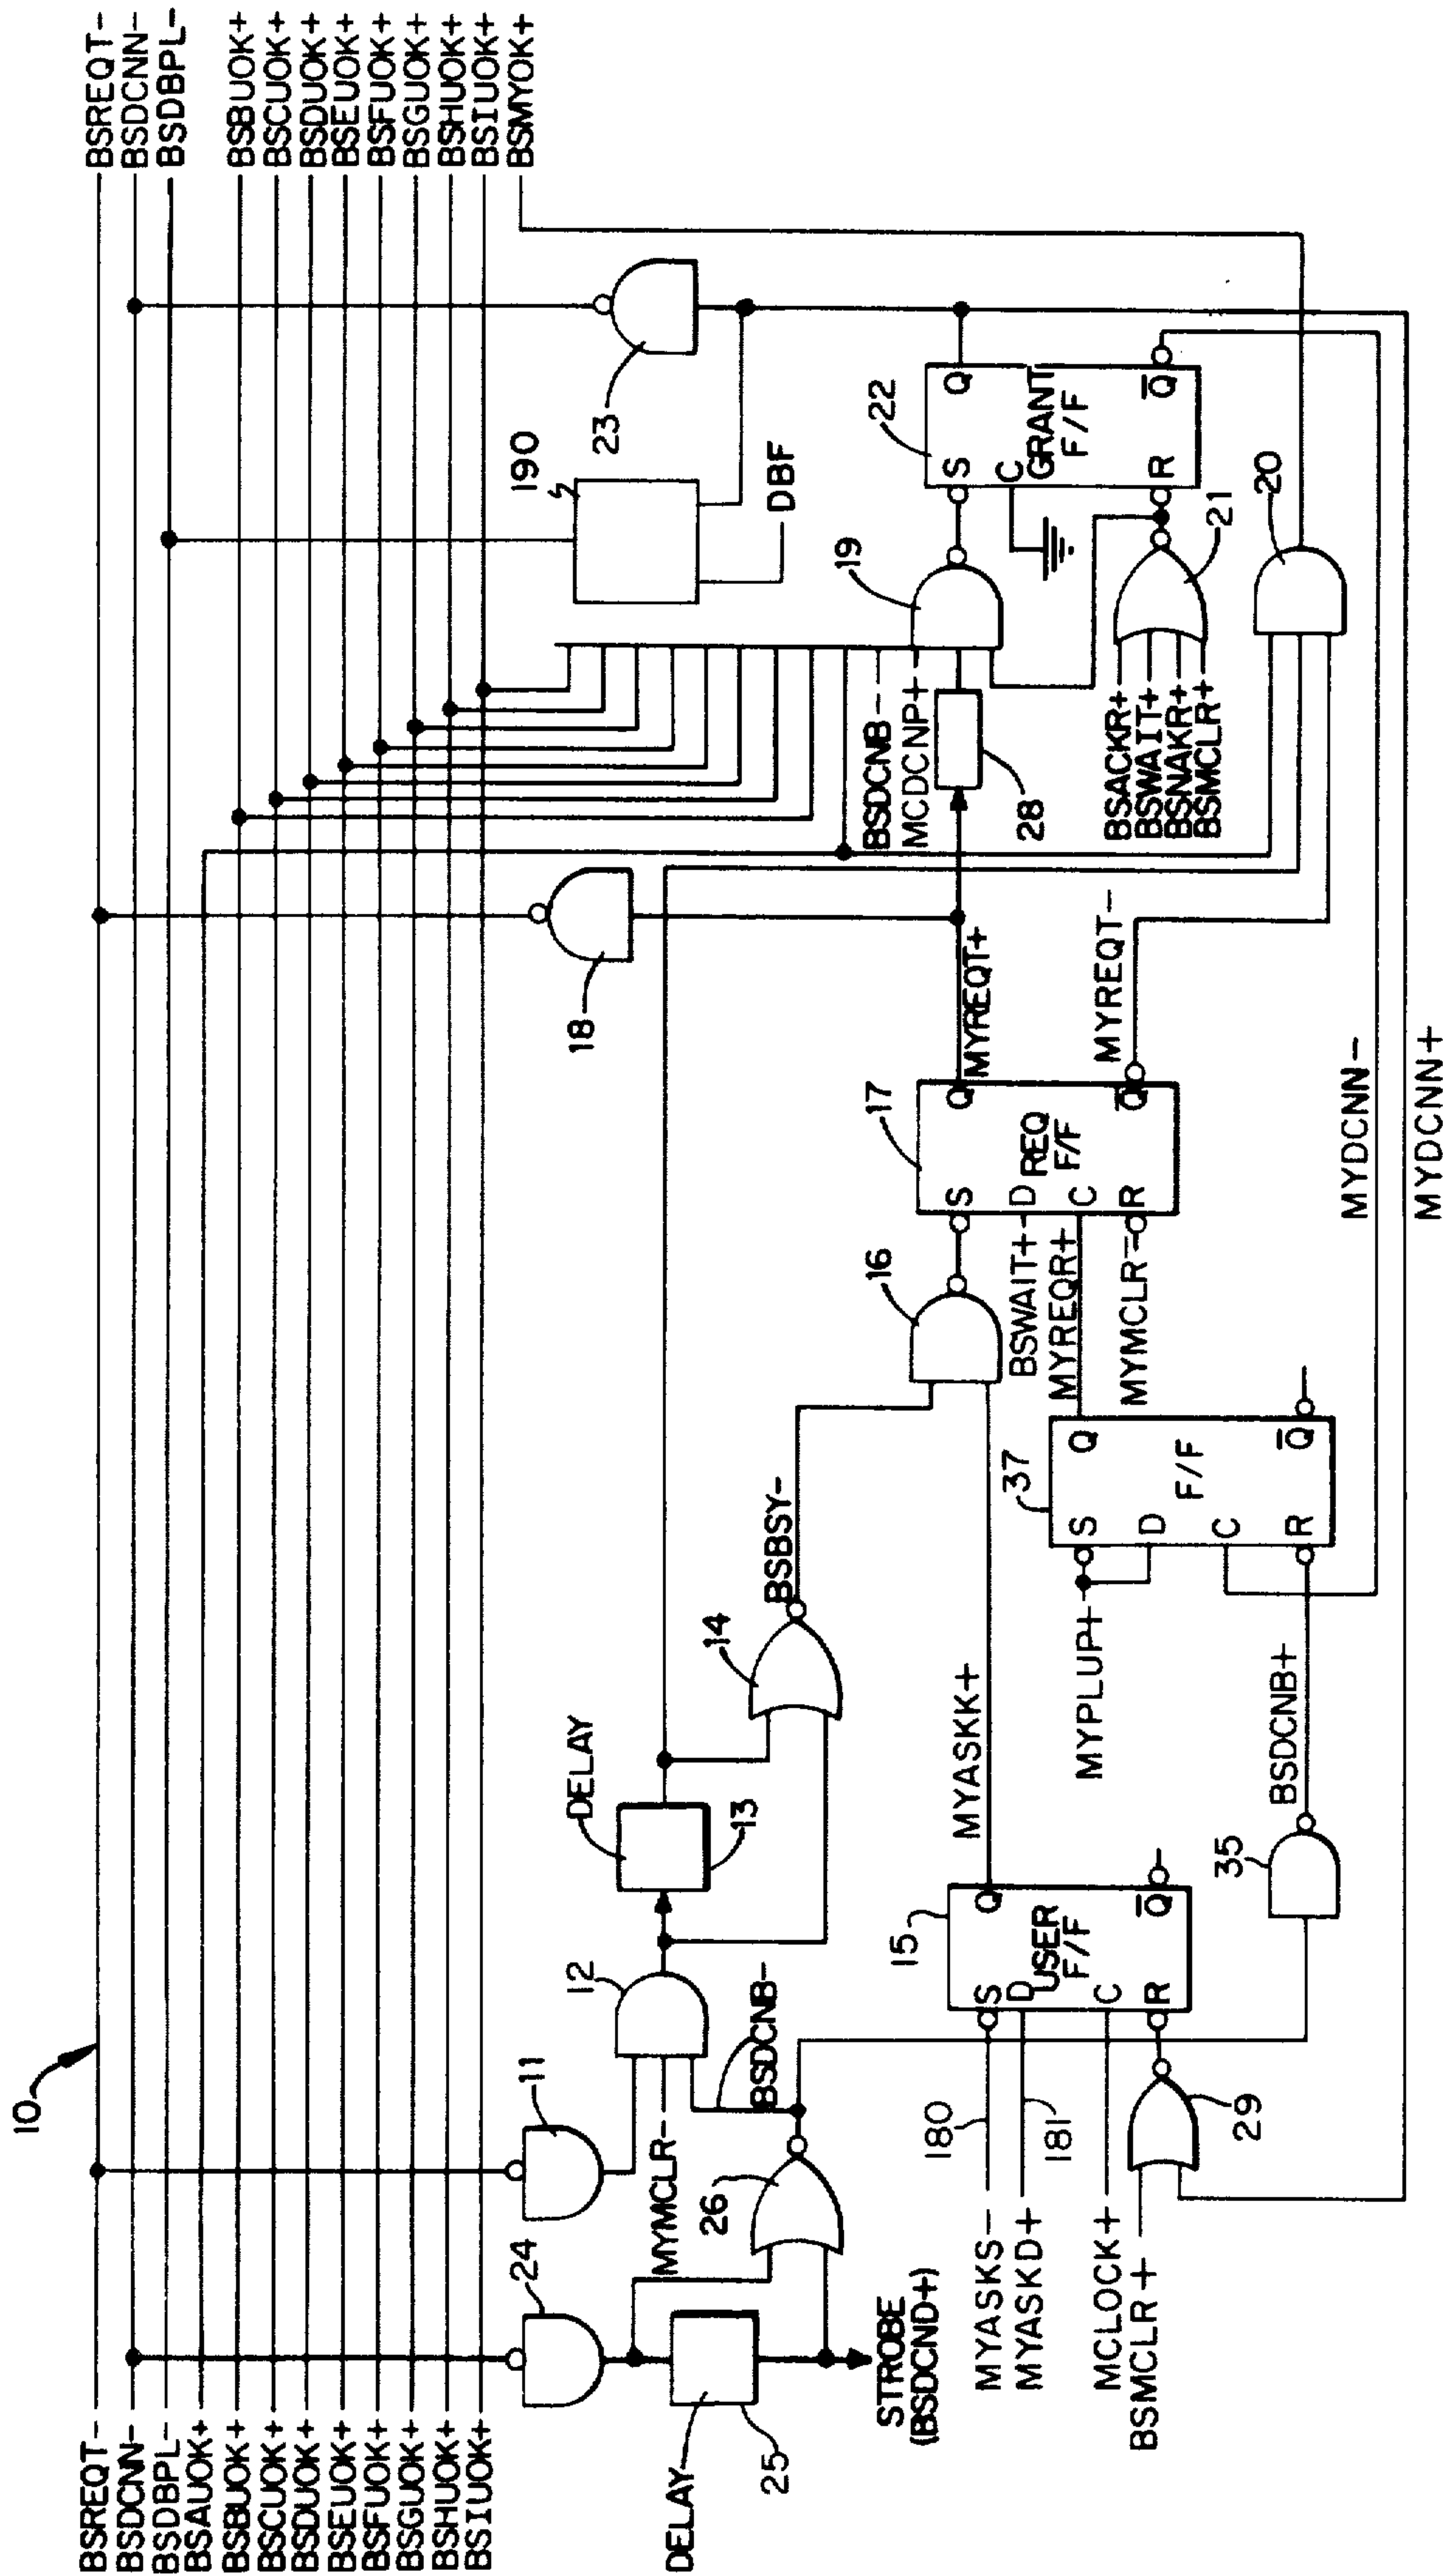 10
BSREQT-
BSDCNN-
BSDBPL-
BSAUOK+
BSBUOK+
BSCUOK+
BSDUOK+
BSEUOK+
BSFUOK+
BSGUOK+
BSHUOK+
BSIUOK+
BSREQT-
BSDCNN-
BSDBPL-
BSBUOK+
BSCUOK+
BSDUOK+
BSEUOK+
BSFUOK+
BSGUOK+
BSHUOK+
BSIUOK+
BSMYOK+
24
11
12
MYMCLR-
BSDCNB-
26
DELAY
25
STROBE
(BSDCND+)
DELAY
13
14
BSBSY-
18
190
DBF
23
MYASKS-
180
MYASKD+
181
MCLOCK+
BSMCLR+
29
15
S
D
C
R
USER
F/F
Q
Q
MYASKK+
35
BSDCNB+
MYPLUP+
37
S
D
C
R
F/F
Q
Q
16
BSWAIT+
MYREQR+
MYMCLR-
17
S
D
C
R
REQ
F/F
Q
Q
MYREQT+
MYREQT-
28
BSDCNB-
MCDCNP+
19
BSACKR+
BSWAIT+
BSNAKR+
BSMCLR+
21
20
22
S
C
R
GRANT
F/F
Q
Q
MYDCNN-
MYDCNN+